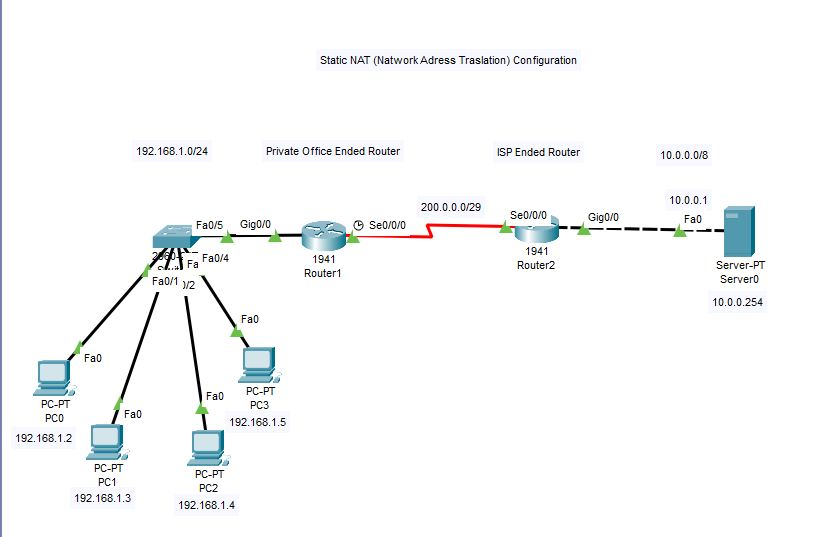 Static NAT (Network Adress Traslation) Configuration
192.168.1.0/24
Private Office Ended Router
ISP Ended Router
10.0.0.0/8
200.0.0.0/29
10.0.0.1
Fa0/5
Gig0/0
Se0/0/0
Se0/0/0
Gig0/0
Fa0
1941
Router1
1941
Router2
Server-PT
Server0
10.0.0.254
Fa
Fa0/4
Fa0/1
Fa0
PC-PT
PC0
192.168.1.2
Fa0
PC-PT
PC1
192.168.1.3
Fa0
PC-PT
PC2
192.168.1.4
Fa0
PC-PT
PC3
192.168.1.5